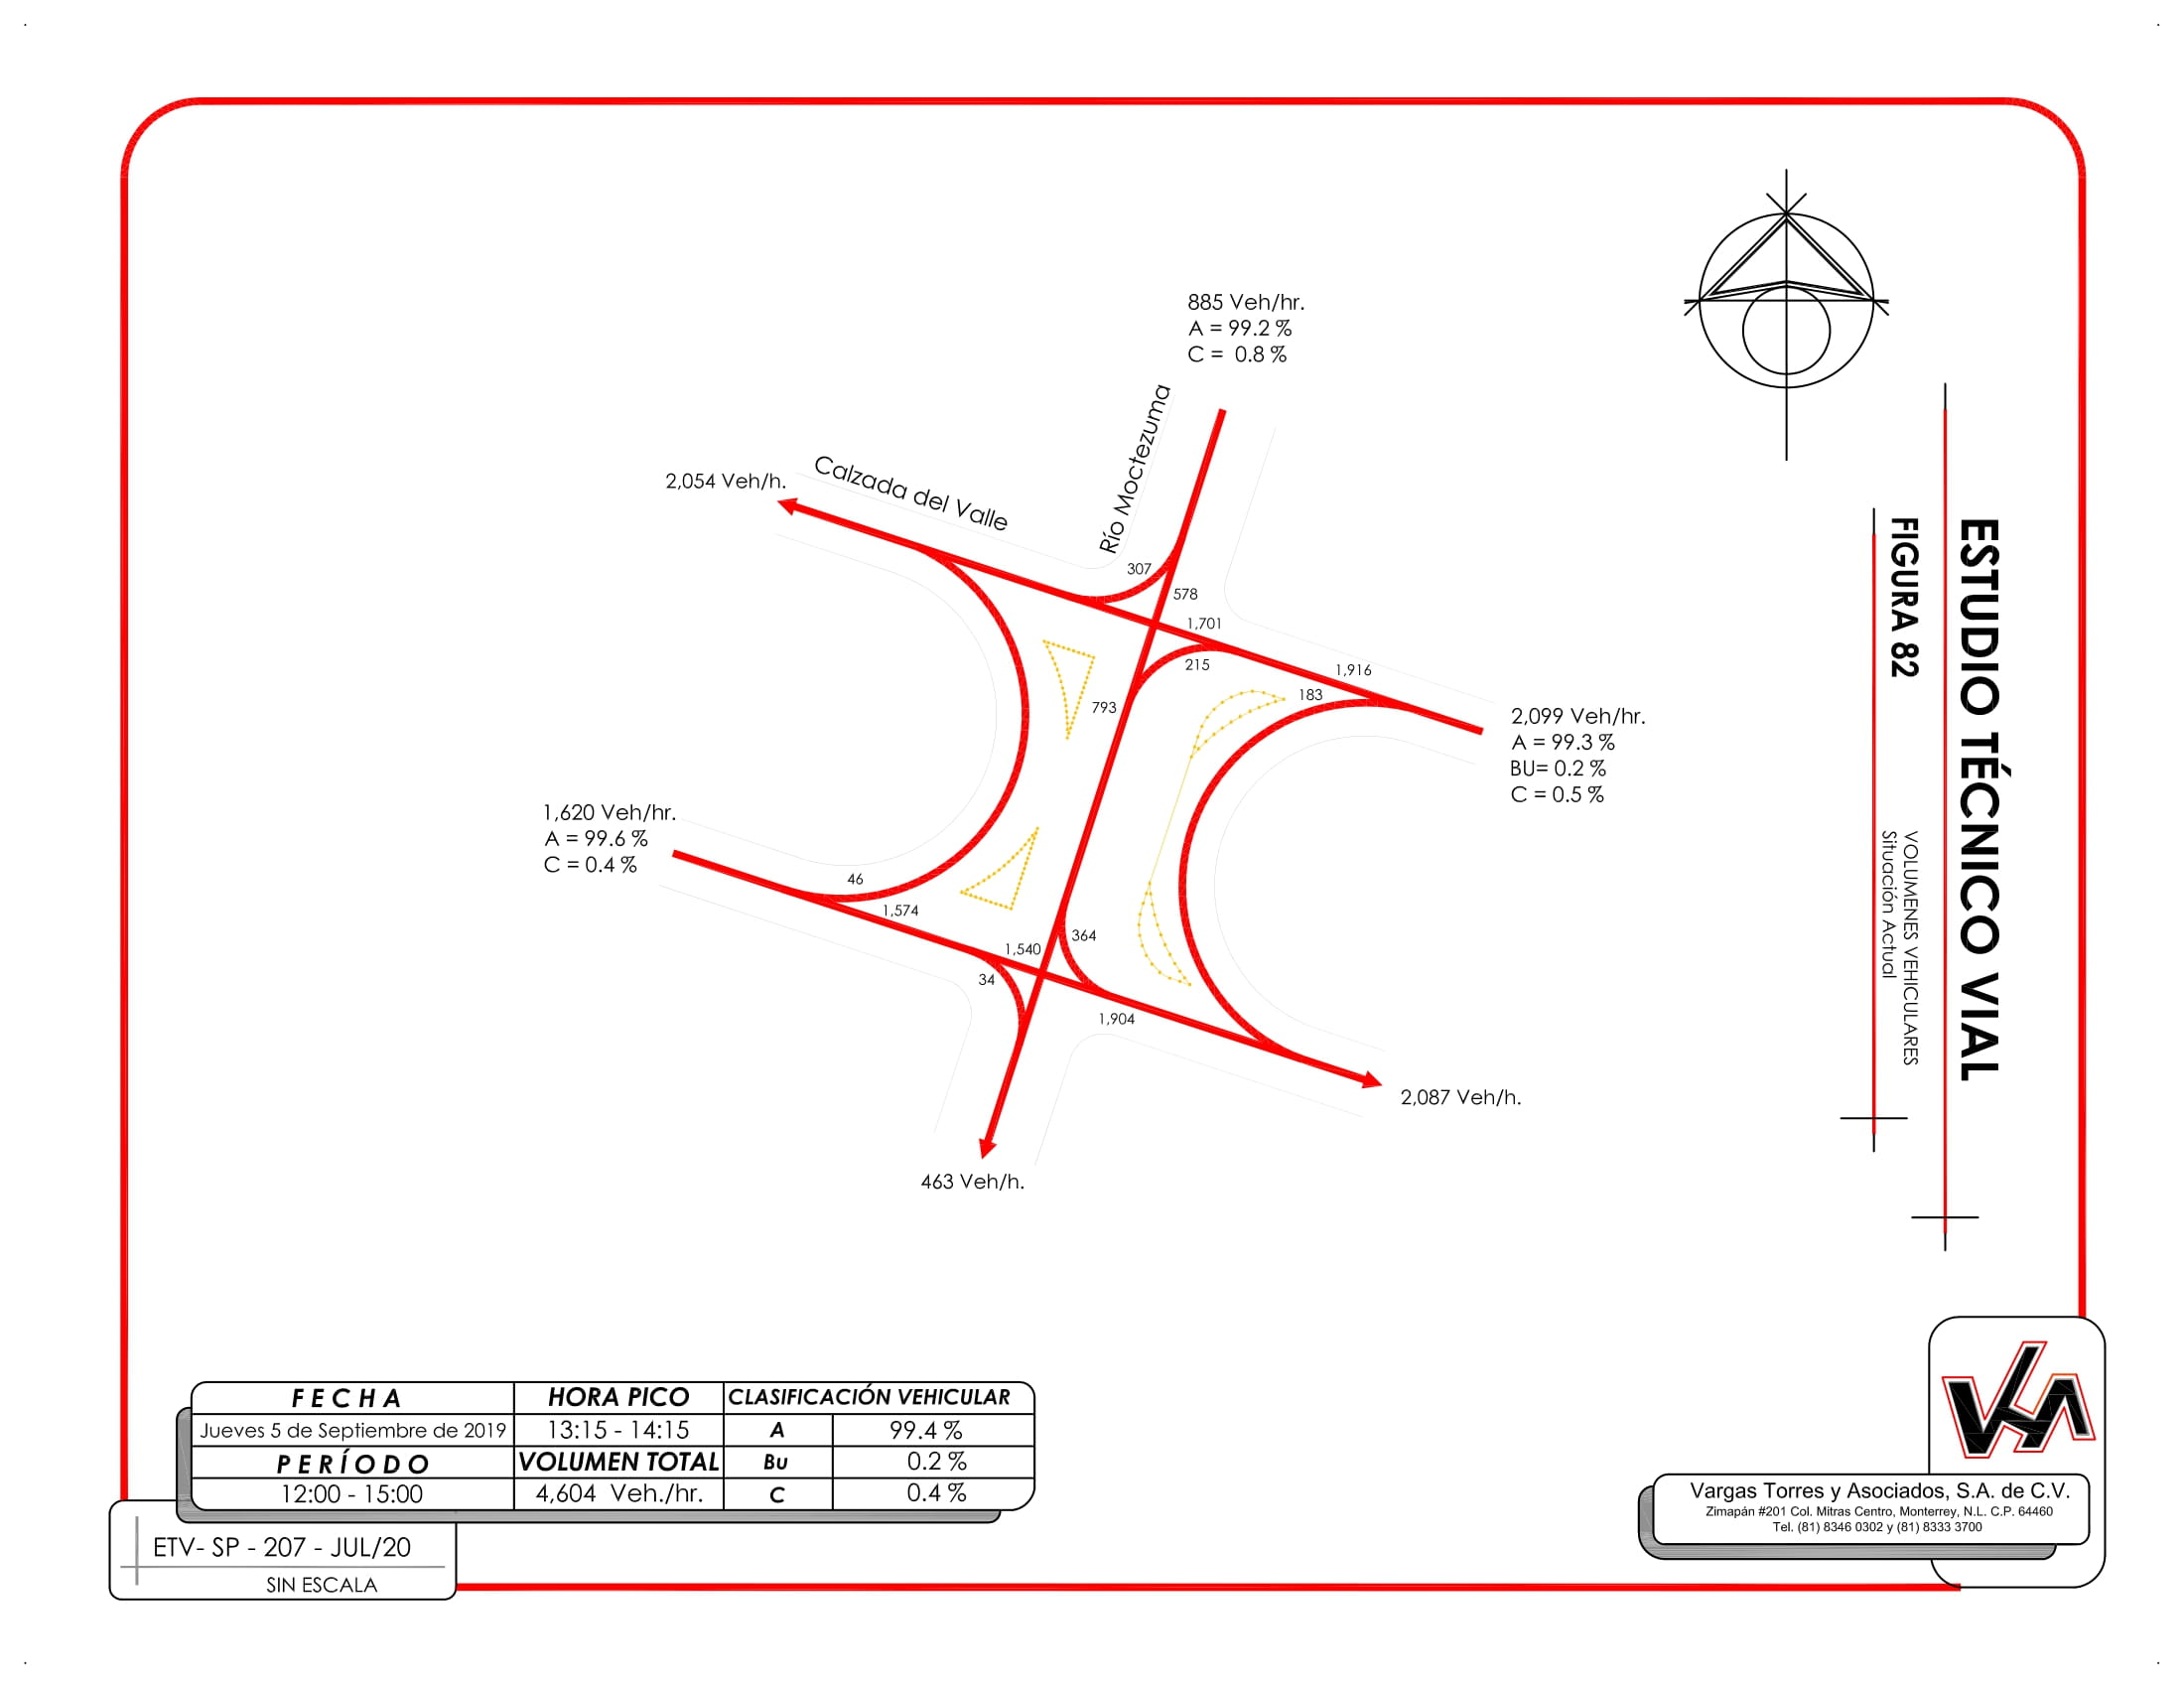 885 Veh/hr.
A = 99.2 %
C = 0.8 %
Río Moctezuma
Calzada del Valle
2,054 Veh/h.
307
578
1,701
215
1,916
183
793
2,099 Veh/hr.
A = 99.3 %
BU= 0.2 %
C = 0.5 %
1,620 Veh/hr.
A = 99.6 %
C = 0.4 %
46
1,574
1,540
364
34
1,904
2,087 Veh/h.
463 Veh/h.
ESTUDIO TÉCNICO VIAL
FIGURA 82
VOLUMENES VEHICULARES
Situación Actual
FECHA
HORA PICO
CLASIFICACIÓN VEHICULAR
Jueves 5 de Septiembre de 2019
13:15 - 14:15
A
99.4 %
PERÍODO
VOLUMEN TOTAL
Bu
0.2 %
12:00 - 15:00
4,604 Veh./hr.
C
0.4 %
ETV- SP - 207 - JUL/20
SIN ESCALA
Vargas Torres y Asociados, S.A. de C.V.
Zimapán #201 Col. Mitras Centro, Monterrey, N.L. C.P. 64460
Tel. (81) 8346 0302 y (81) 8333 3700